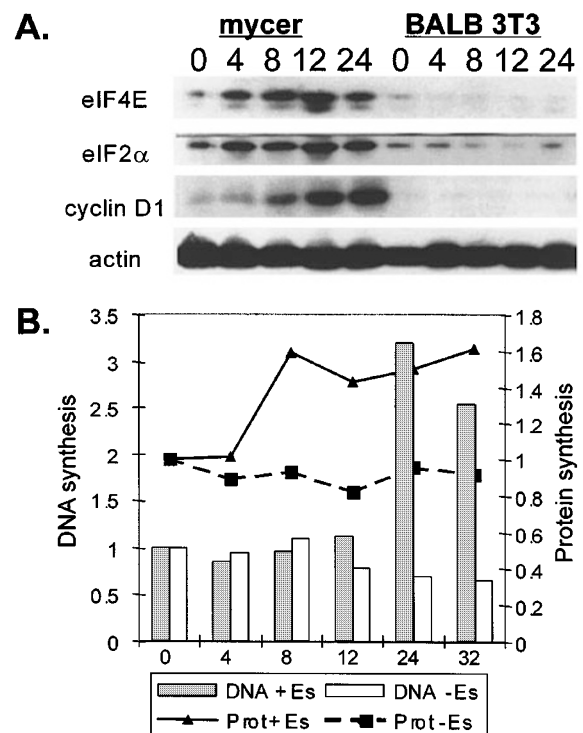 A.
mycer BALB 3T3
0 4 8 12 24 0 4 8 12 24
eIF4E
eIF2α
cyclin D1
actin
B.
3.5
3
2.5
2
1.5
1
0.5
0
DNA synthesis
1.8
1.6
1.4
1.2
1
0.8
0.6
0.4
0.2
0
Protein synthesis
0 4 8 12 24 32
DNA +Es DNA -Es
Prot+Es Prot-Es